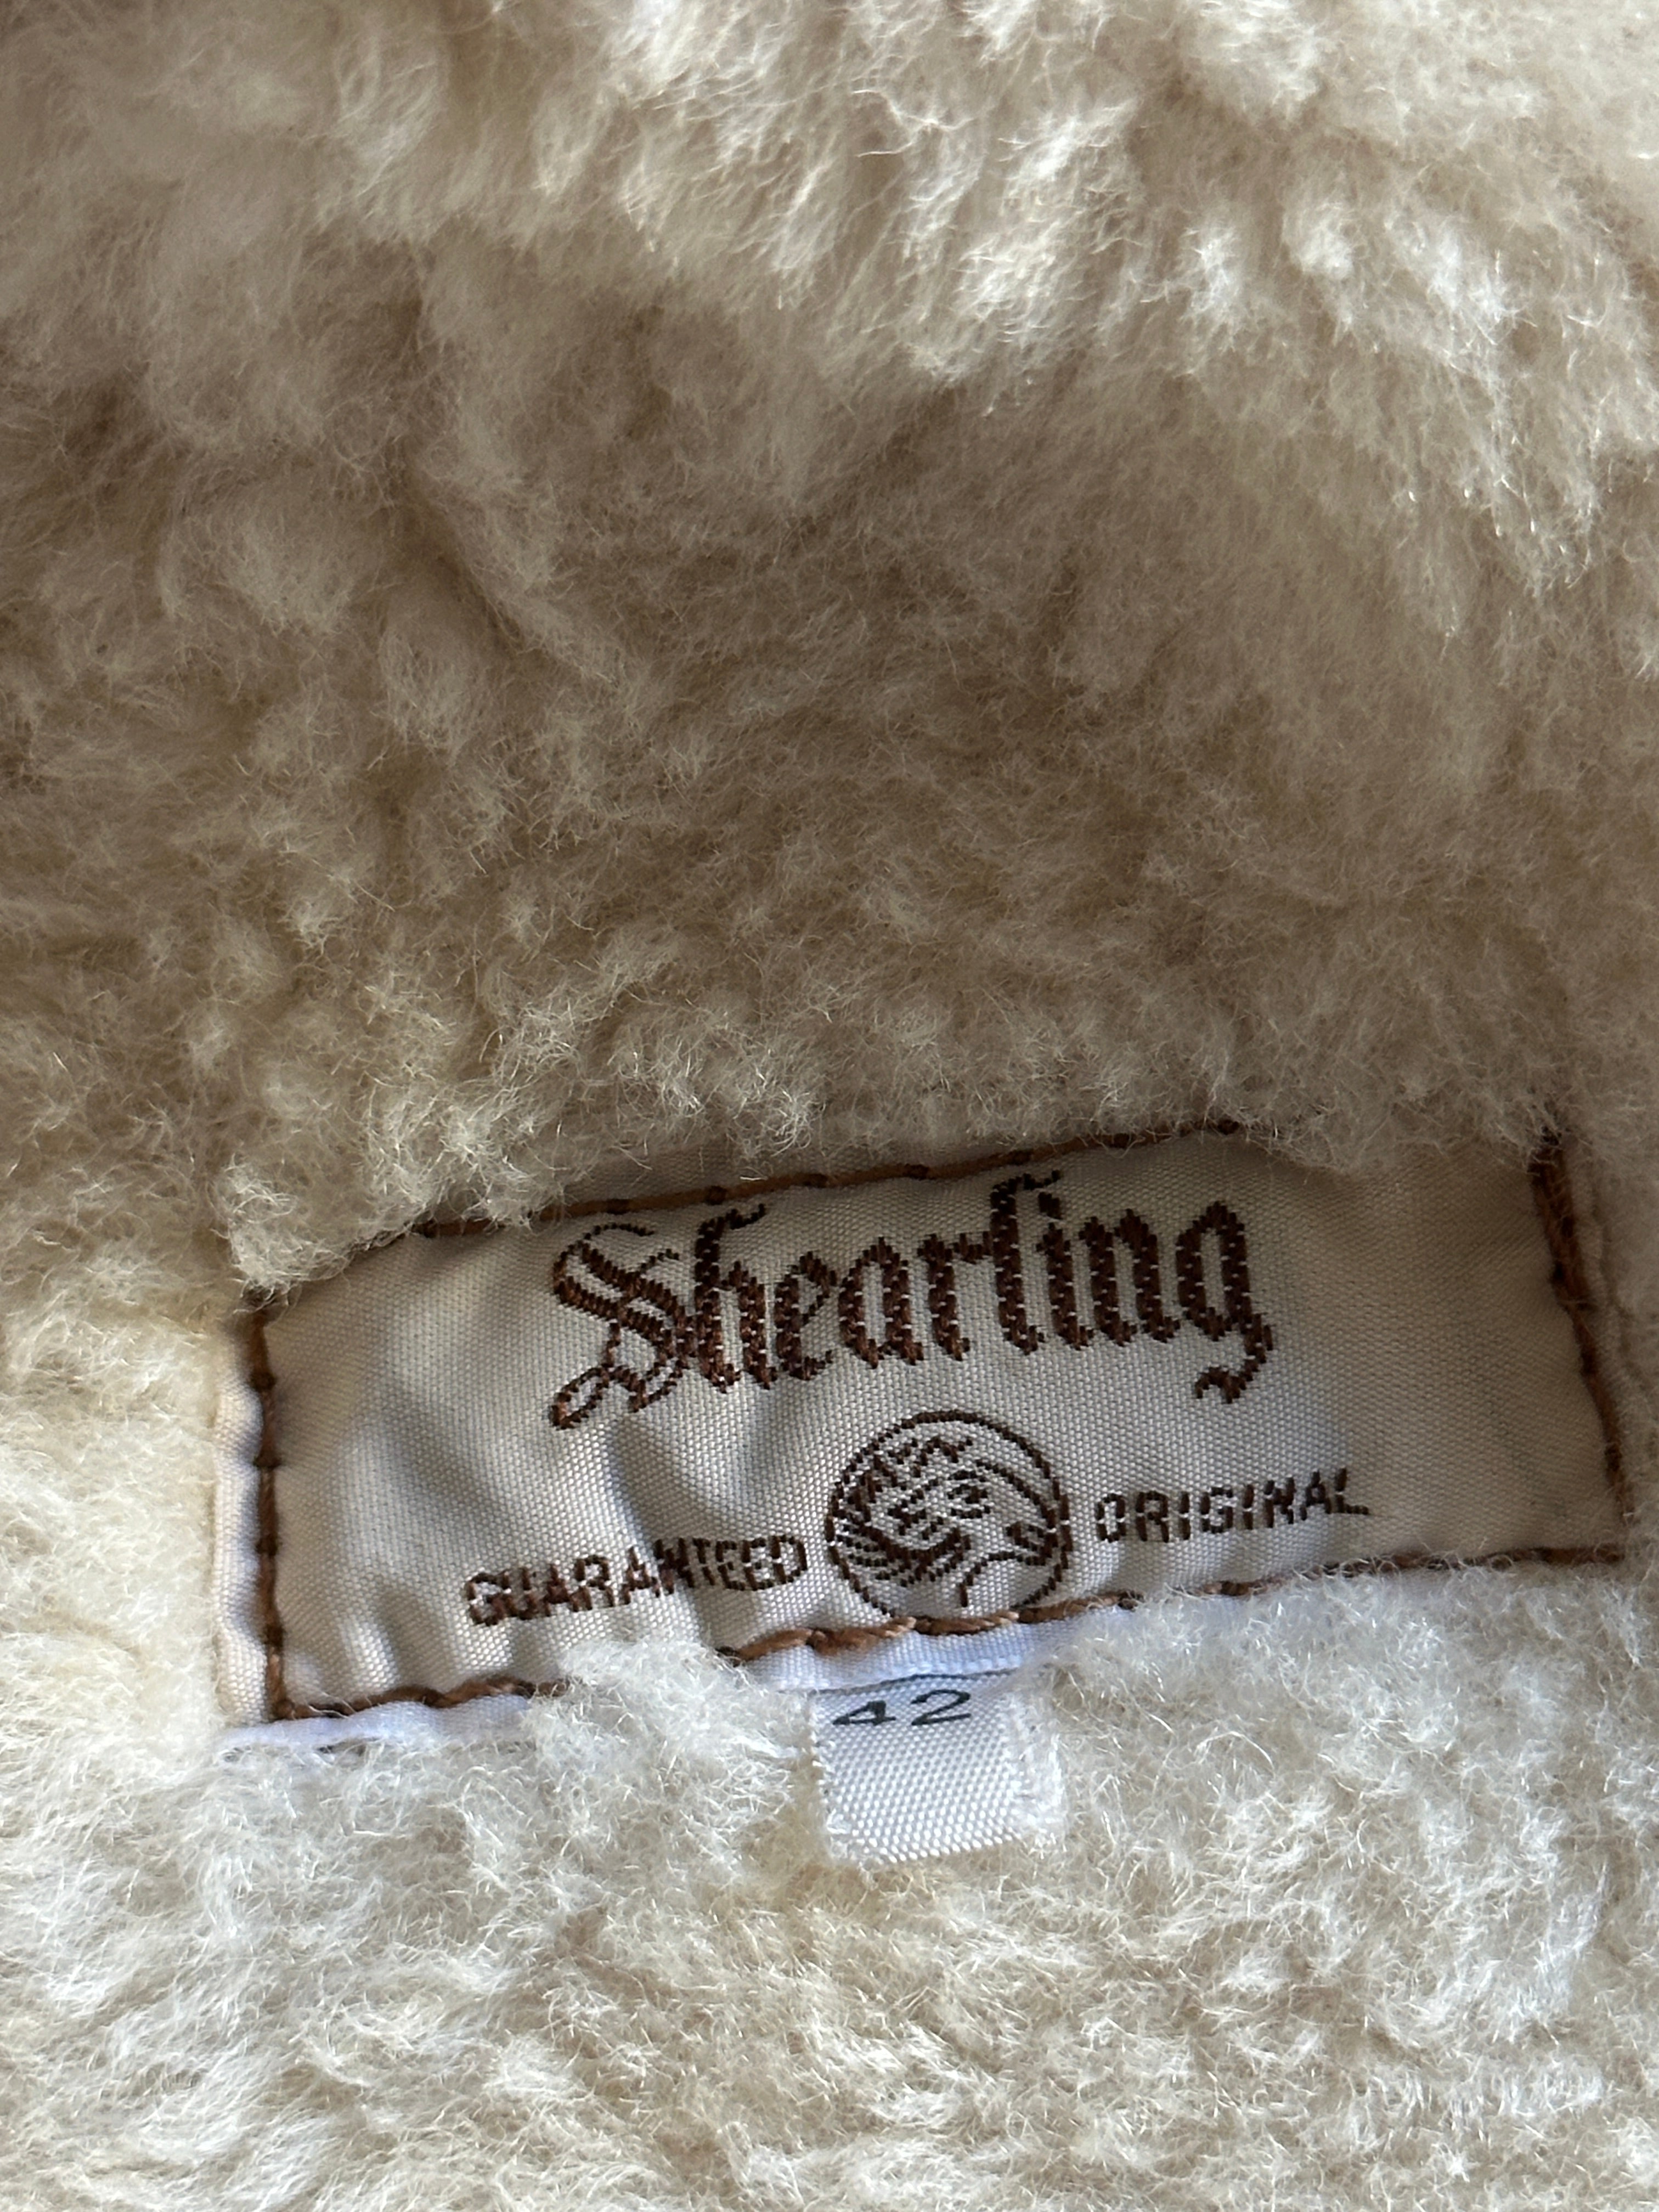 Shearling
GUARANTEED ORIGINAL
42